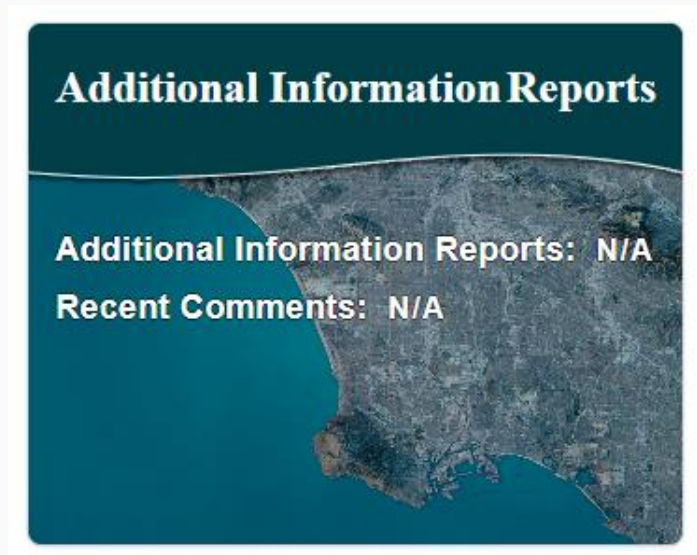 Additional Information Reports
Additional Information Reports: N/A
Recent Comments: N/A